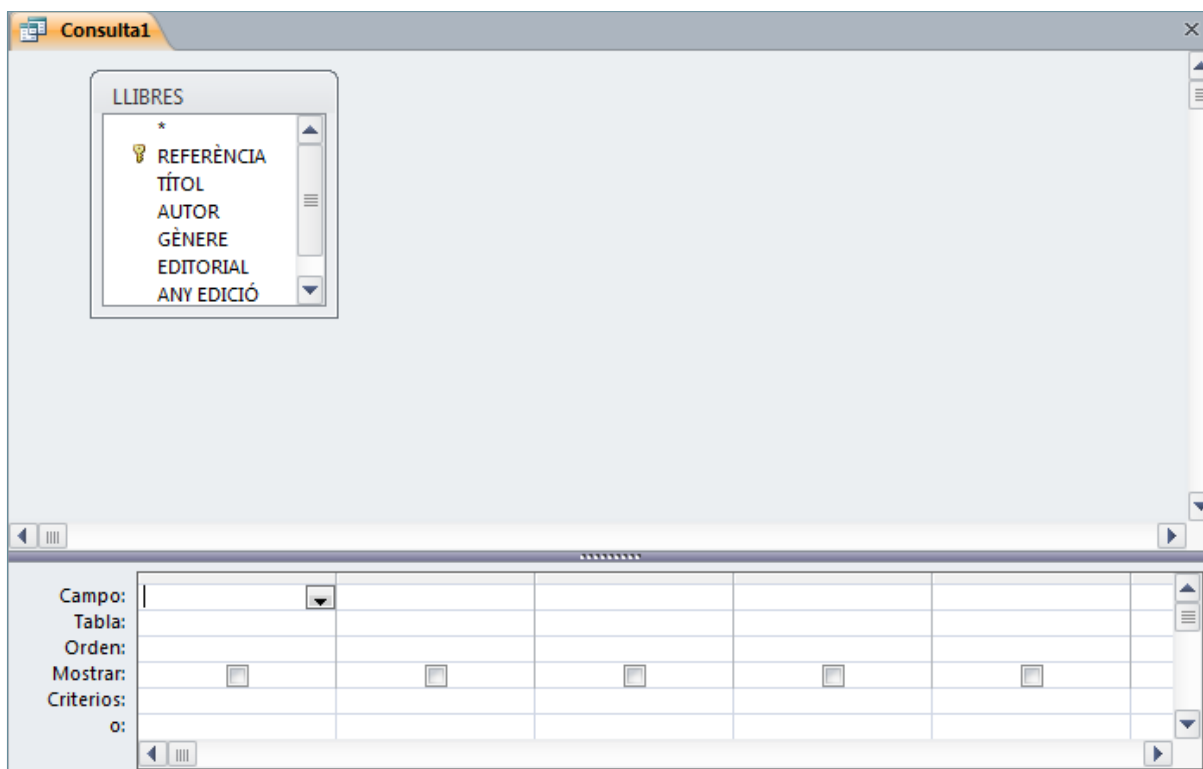 Consulta1
LLIBRES
*
REFERÈNCIA
TÍTOL
AUTOR
GÈNERE
EDITORIAL
ANY EDICIÓ
Campo:
Tabla:
Orden:
Mostrar:
Criterios:
o: